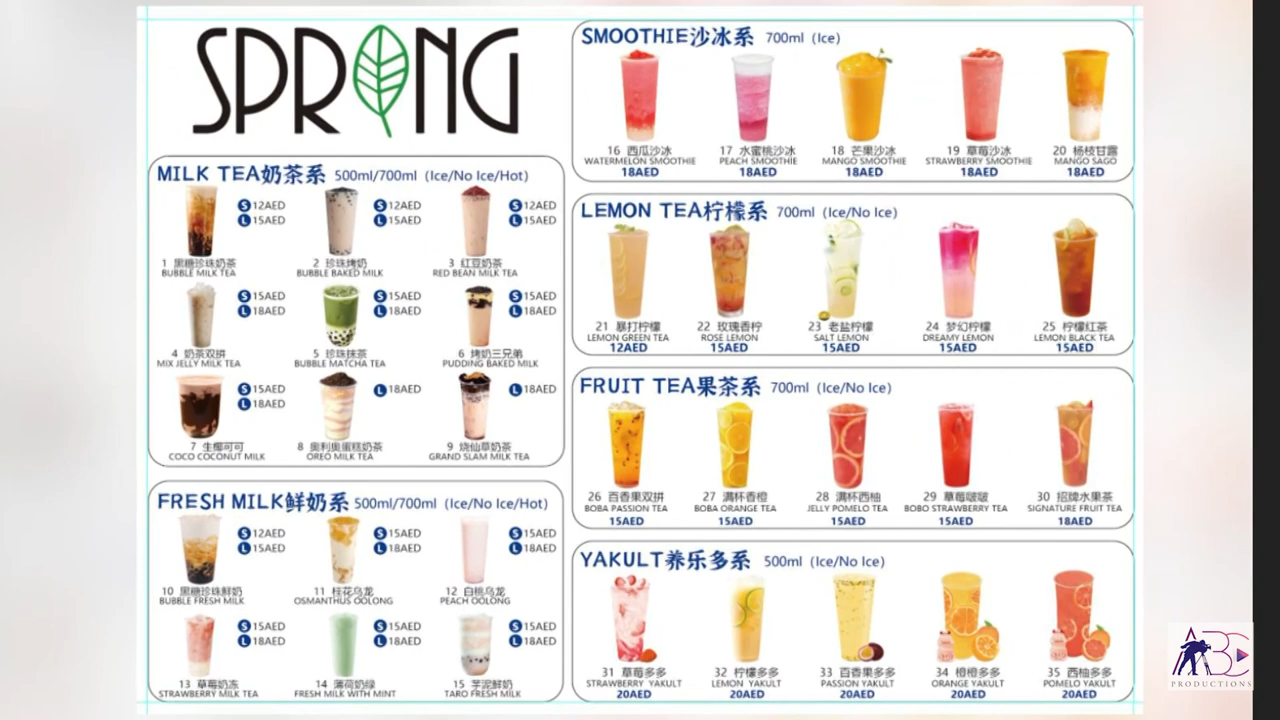 SPRING
MILK TEA奶茶系 500ml/700ml (Ice/No Ice/Hot)
S 12AED
L 15AED
S 12AED
L 15AED
S 12AED
L 15AED
1 黑糖珍珠奶茶
BUBBLE MILK TEA
2 珍珠烤奶
BUBBLE BAKED MILK
3 红豆奶茶
RED BEAN MILK TEA
S 15AED
L 18AED
S 15AED
L 18AED
S 15AED
L 18AED
4 奶茶双拼
MIX JELLY MILK TEA
5 珍珠抹茶
BUBBLE MATCHA TEA
6 烤奶三兄弟
PUDDING BAKED MILK
S 15AED
L 18AED
L 18AED
L 18AED
7 生椰可可
COCO COCONUT MILK
8 奥利奥蛋糕奶茶
OREO MILK TEA
9 烧仙草奶茶
GRAND SLAM MILK TEA
FRESH MILK鲜奶系 500ml/700ml (Ice/No Ice/Hot)
S 12AED
L 15AED
S 15AED
L 18AED
S 15AED
L 18AED
10 黑糖珍珠鲜奶
BUBBLE FRESH MILK
11 桂花乌龙
OSMANTHUS OOLONG
12 白桃乌龙
PEACH OOLONG
S 15AED
L 18AED
S 15AED
L 18AED
S 15AED
L 18AED
13 草莓奶冻
STRAWBERRY MILK TEA
14 薄荷奶绿
FRESH MILK WITH MINT
15 芋泥鲜奶
TARO FRESH MILK
SMOOTHIE沙冰系 700ml (Ice)
16 西瓜沙冰
WATERMELON SMOOTHIE
18AED
17 水蜜桃沙冰
PEACH SMOOTHIE
18AED
18 芒果沙冰
MANGO SMOOTHIE
18AED
19 草莓沙冰
STRAWBERRY SMOOTHIE
18AED
20 杨枝甘露
MANGO SAGO
18AED
LEMON TEA柠檬系 700ml (Ice/No Ice)
21 暴打柠檬
LEMON GREEN TEA
12AED
22 玫瑰香柠
ROSE LEMON
15AED
23 老盐柠檬
SALT LEMON
15AED
24 梦幻柠檬
DREAMY LEMON
15AED
25 柠檬红茶
LEMON BLACK TEA
15AED
FRUIT TEA果茶系 700ml (Ice/No Ice)
26 百香果双拼
BOBA PASSION TEA
15AED
27 满杯香橙
BOBA ORANGE TEA
15AED
28 满杯西柚
JELLY POMELO TEA
15AED
29 草莓啵啵
BOBO STRAWBERRY TEA
15AED
30 招牌水果茶
SIGNATURE FRUIT TEA
18AED
YAKULT养乐多系 500ml (Ice/No Ice)
31 草莓多多
STRAWBERRY YAKULT
20AED
32 柠檬多多
LEMON YAKULT
20AED
33 百香果多多
PASSION YAKULT
20AED
34 橙橙多多
ORANGE YAKULT
20AED
35 西柚多多
POMELO YAKULT
20AED
ABC
PRODUCTIONS